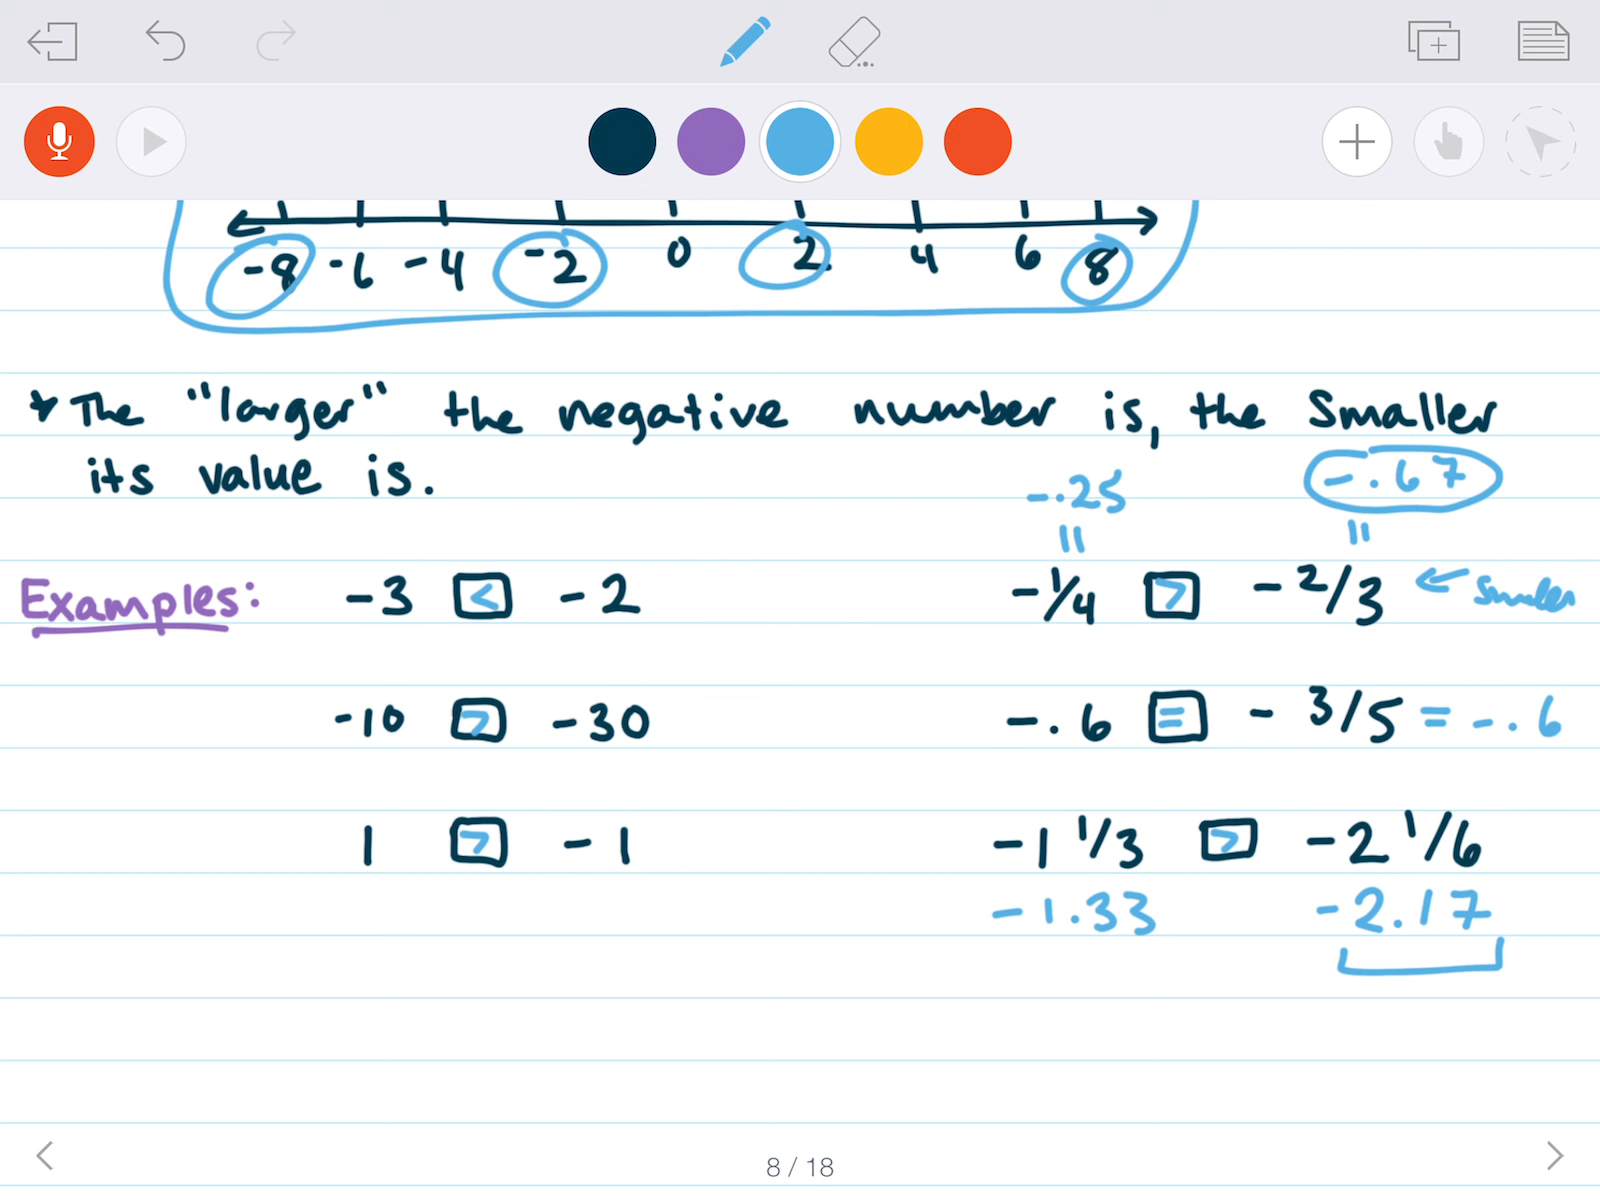 -8 -6 -4 -2 0 2 4 6 8
* The "larger" the negative number is, the smaller
its value is.
-.25 -.67
= =
Examples: -3 < -2 -1/4 > -2/3 ← smaller
-10 > -30 -.6 = -3/5 = -.6
1 > -1 -1 1/3 > -2 1/6
-1.33 -2.17
8 / 18